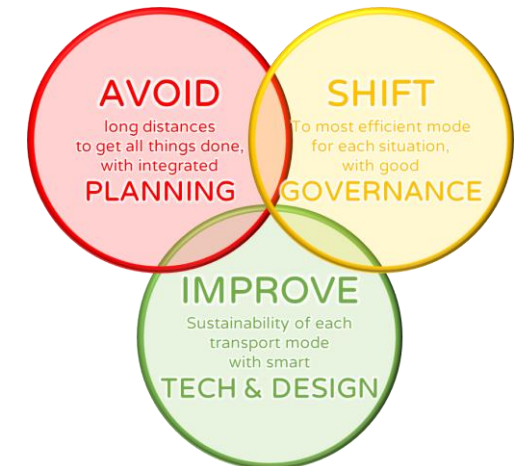 AVOID
long distances
to get all things done,
with integrated
PLANNING
SHIFT
To most efficient mode
for each situation,
with good
GOVERNANCE
IMPROVE
Sustainability of each
transport mode
with smart
TECH & DESIGN